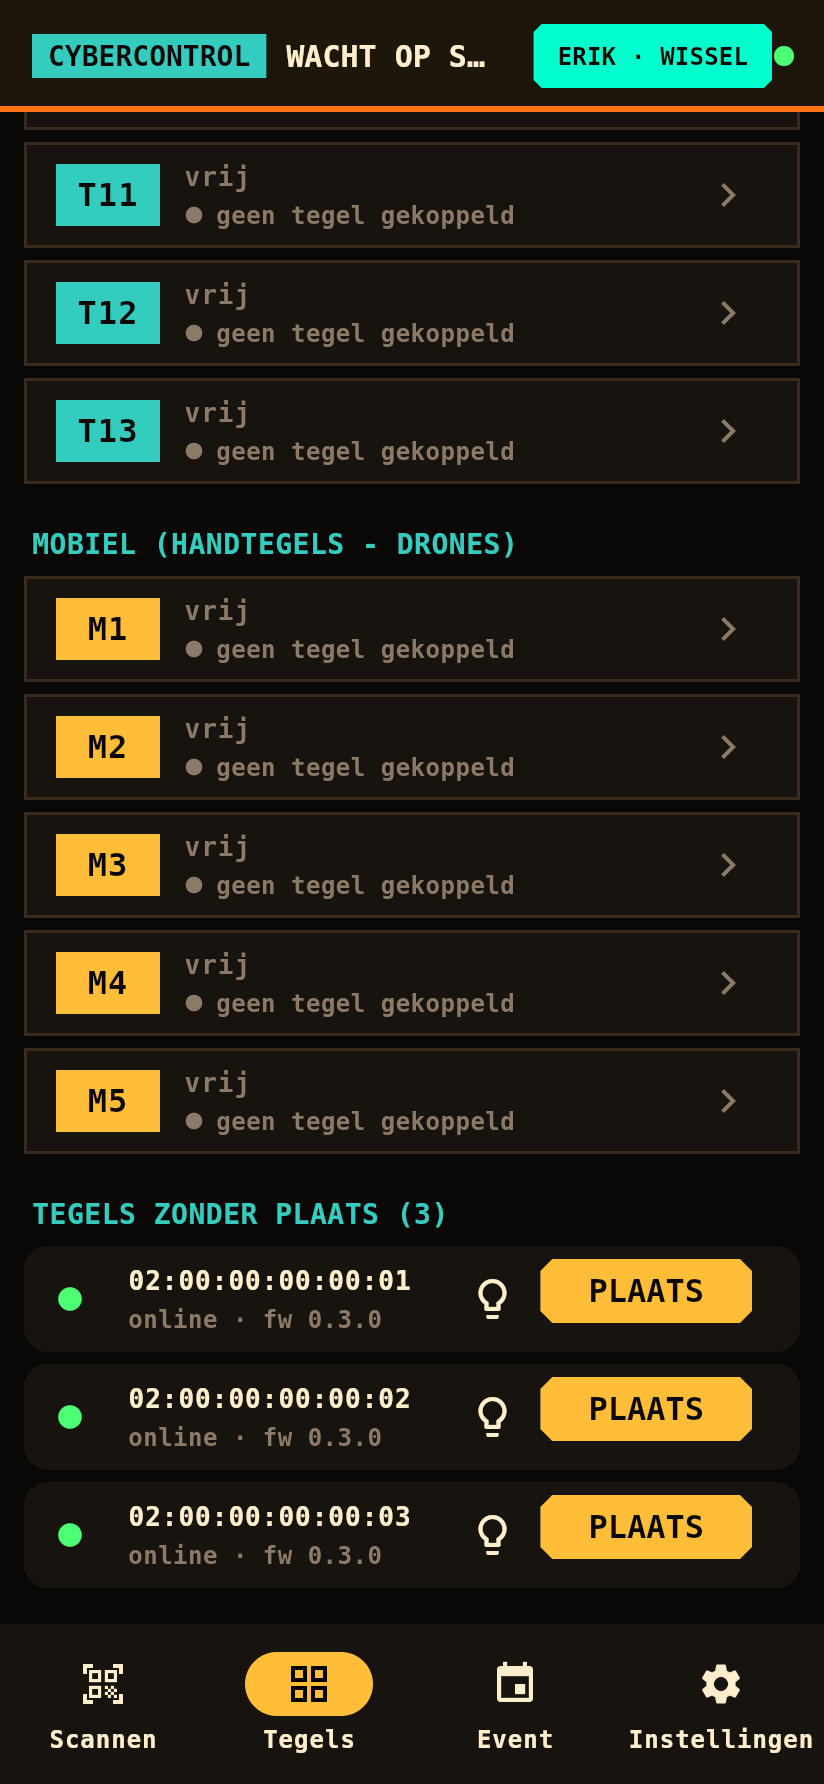 CYBERCONTROL WACHT OP S… ERIK · WISSEL
T11 vrij
geen tegel gekoppeld
T12 vrij
geen tegel gekoppeld
T13 vrij
geen tegel gekoppeld
MOBIEL (HANDTEGELS - DRONES)
M1 vrij
geen tegel gekoppeld
M2 vrij
geen tegel gekoppeld
M3 vrij
geen tegel gekoppeld
M4 vrij
geen tegel gekoppeld
M5 vrij
geen tegel gekoppeld
TEGELS ZONDER PLAATS (3)
02:00:00:00:00:01 PLAATS
online · fw 0.3.0
02:00:00:00:00:02 PLAATS
online · fw 0.3.0
02:00:00:00:00:03 PLAATS
online · fw 0.3.0
Scannen Tegels Event Instellingen